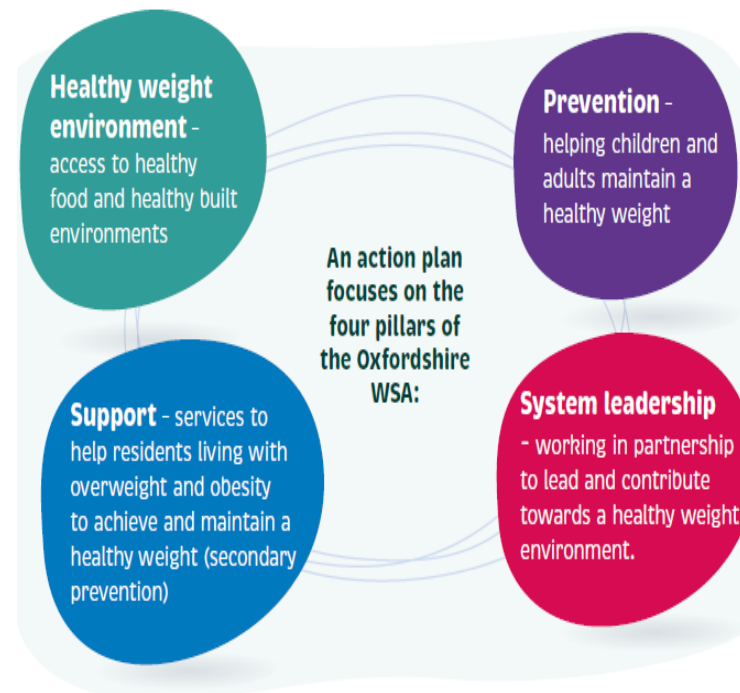 Healthy weight
environment -
access to healthy
food and healthy built
environments
Prevention -
helping children and
adults maintain a
healthy weight
An action plan
focuses on the
four pillars of
the Oxfordshire
WSA:
Support - services to
help residents living with
overweight and obesity
to achieve and maintain a
healthy weight (secondary
prevention)
System leadership
- working in partnership
to lead and contribute
towards a healthy weight
environment.